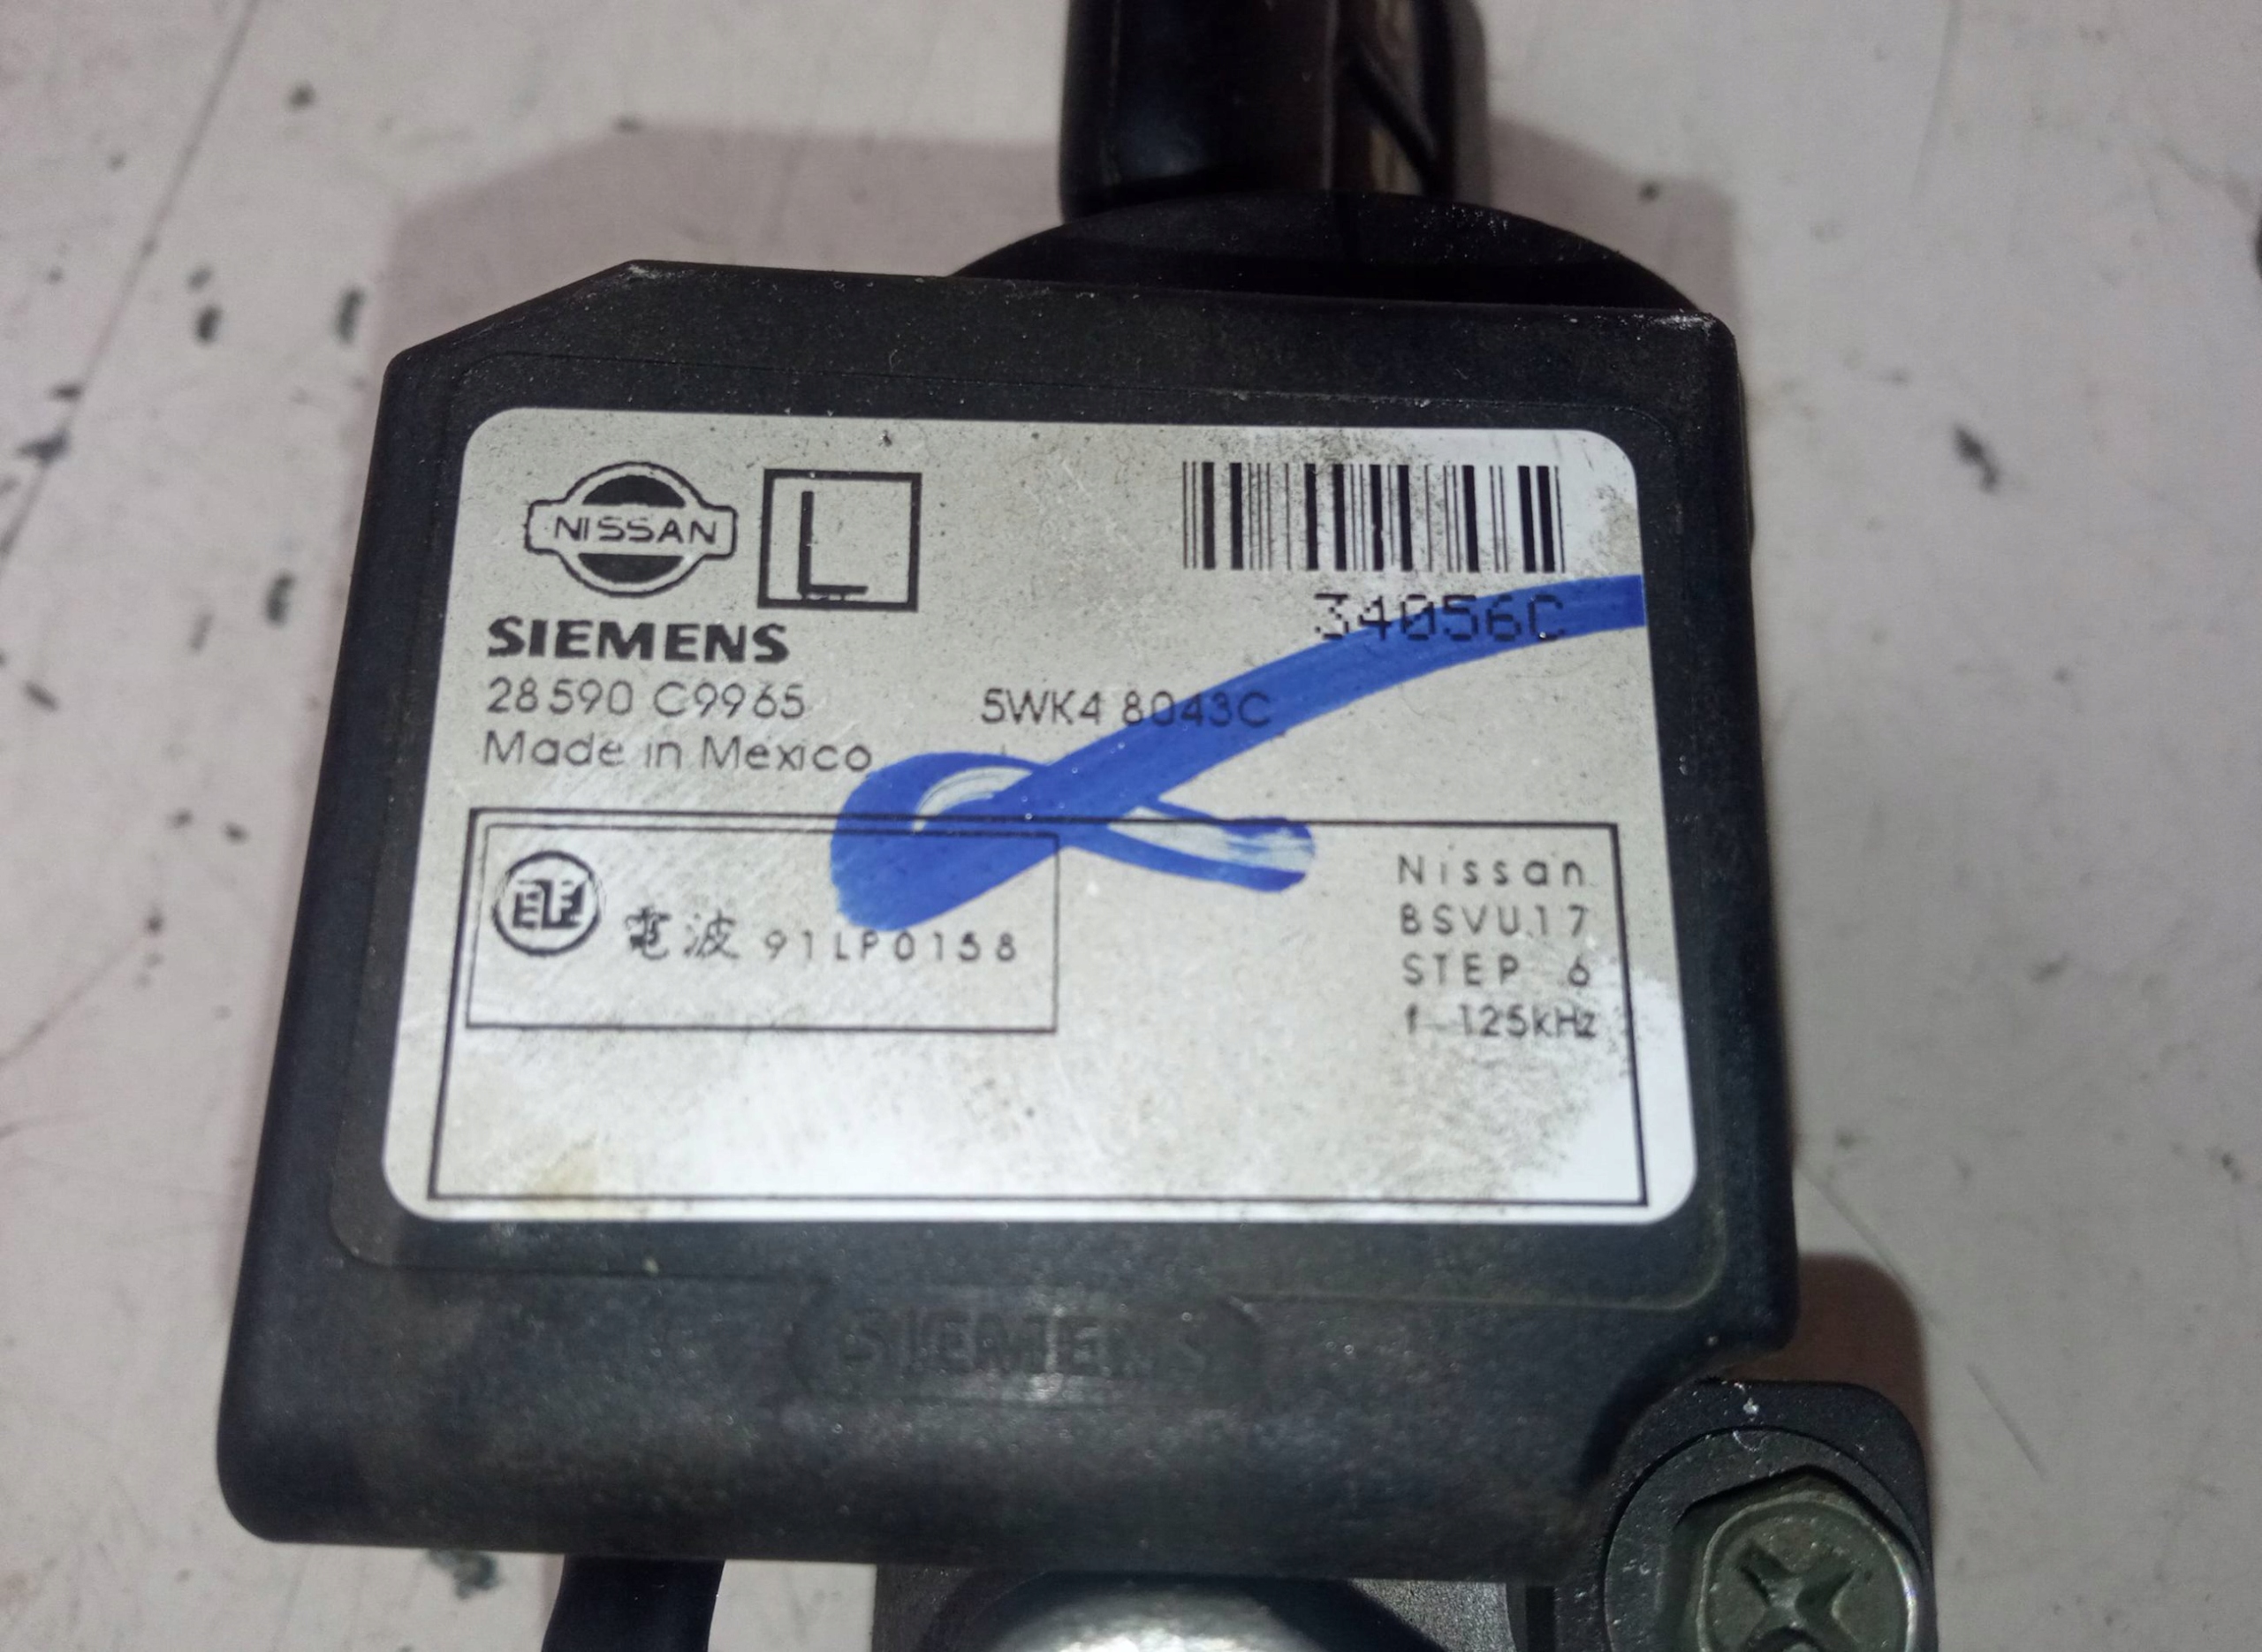 NISSAN L
34056C
SIEMENS
28590 C9965 5WK4 8043C
Made in Mexico
電波 91LP0158
Nissan
BSVU17
STEP 6
f 125kHz
SIEMENS